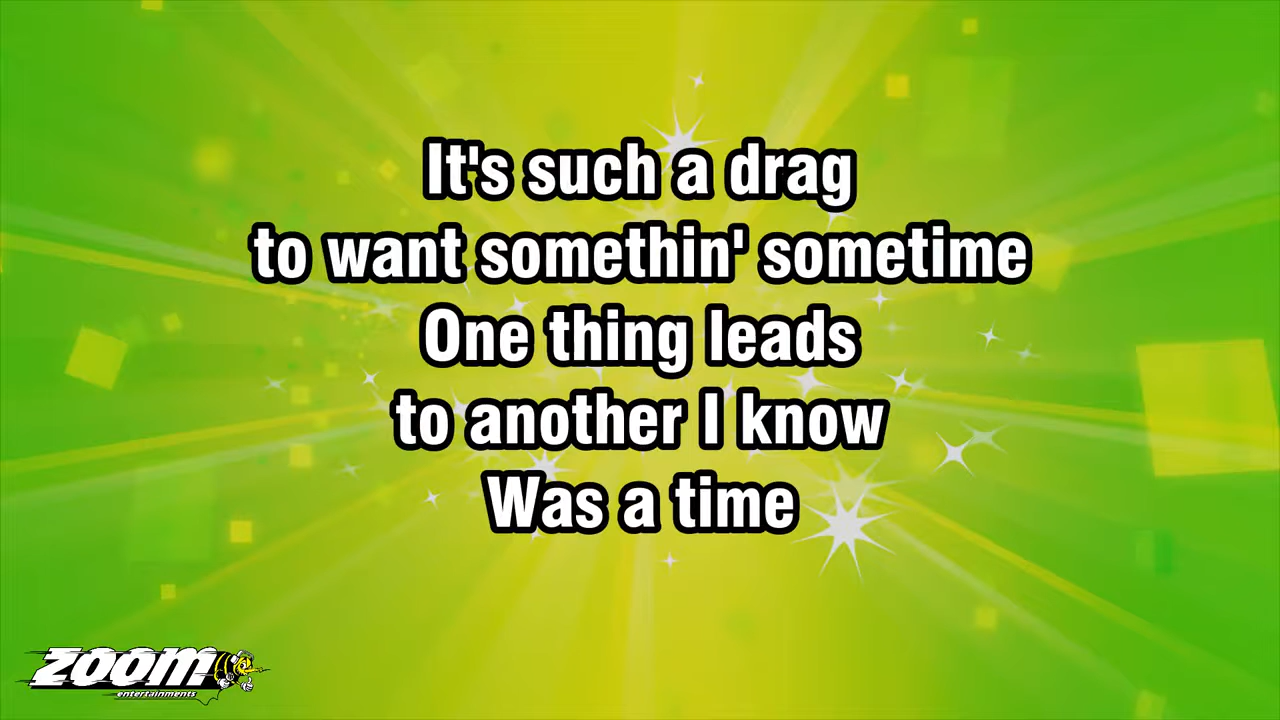 It's such a drag
to want somethin' sometime
One thing leads
to another I know
Was a time
ZOOM
entertainments